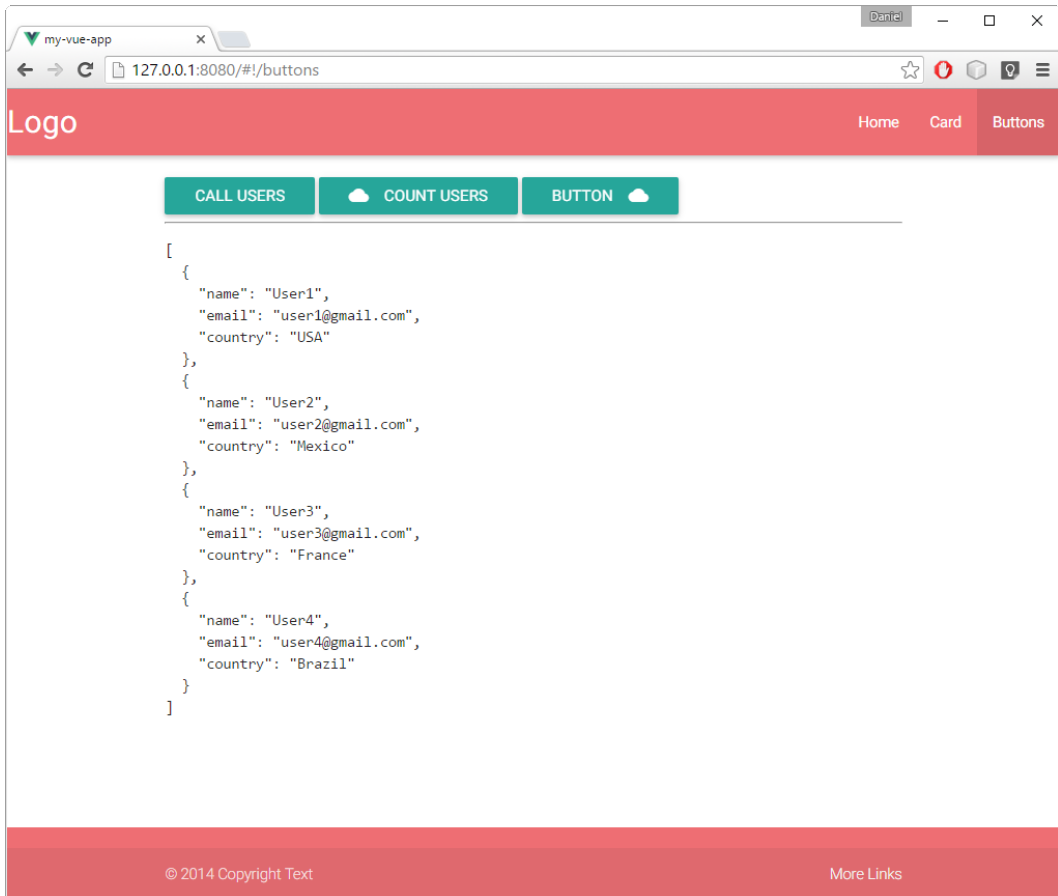 Daniel
my-vue-app
127.0.0.1:8080/#!/buttons
Logo Home Card Buttons
CALL USERS COUNT USERS BUTTON
[
  {
    "name": "User1",
    "email": "user1@gmail.com",
    "country": "USA"
  },
  {
    "name": "User2",
    "email": "user2@gmail.com",
    "country": "Mexico"
  },
  {
    "name": "User3",
    "email": "user3@gmail.com",
    "country": "France"
  },
  {
    "name": "User4",
    "email": "user4@gmail.com",
    "country": "Brazil"
  }
]
© 2014 Copyright Text More Links